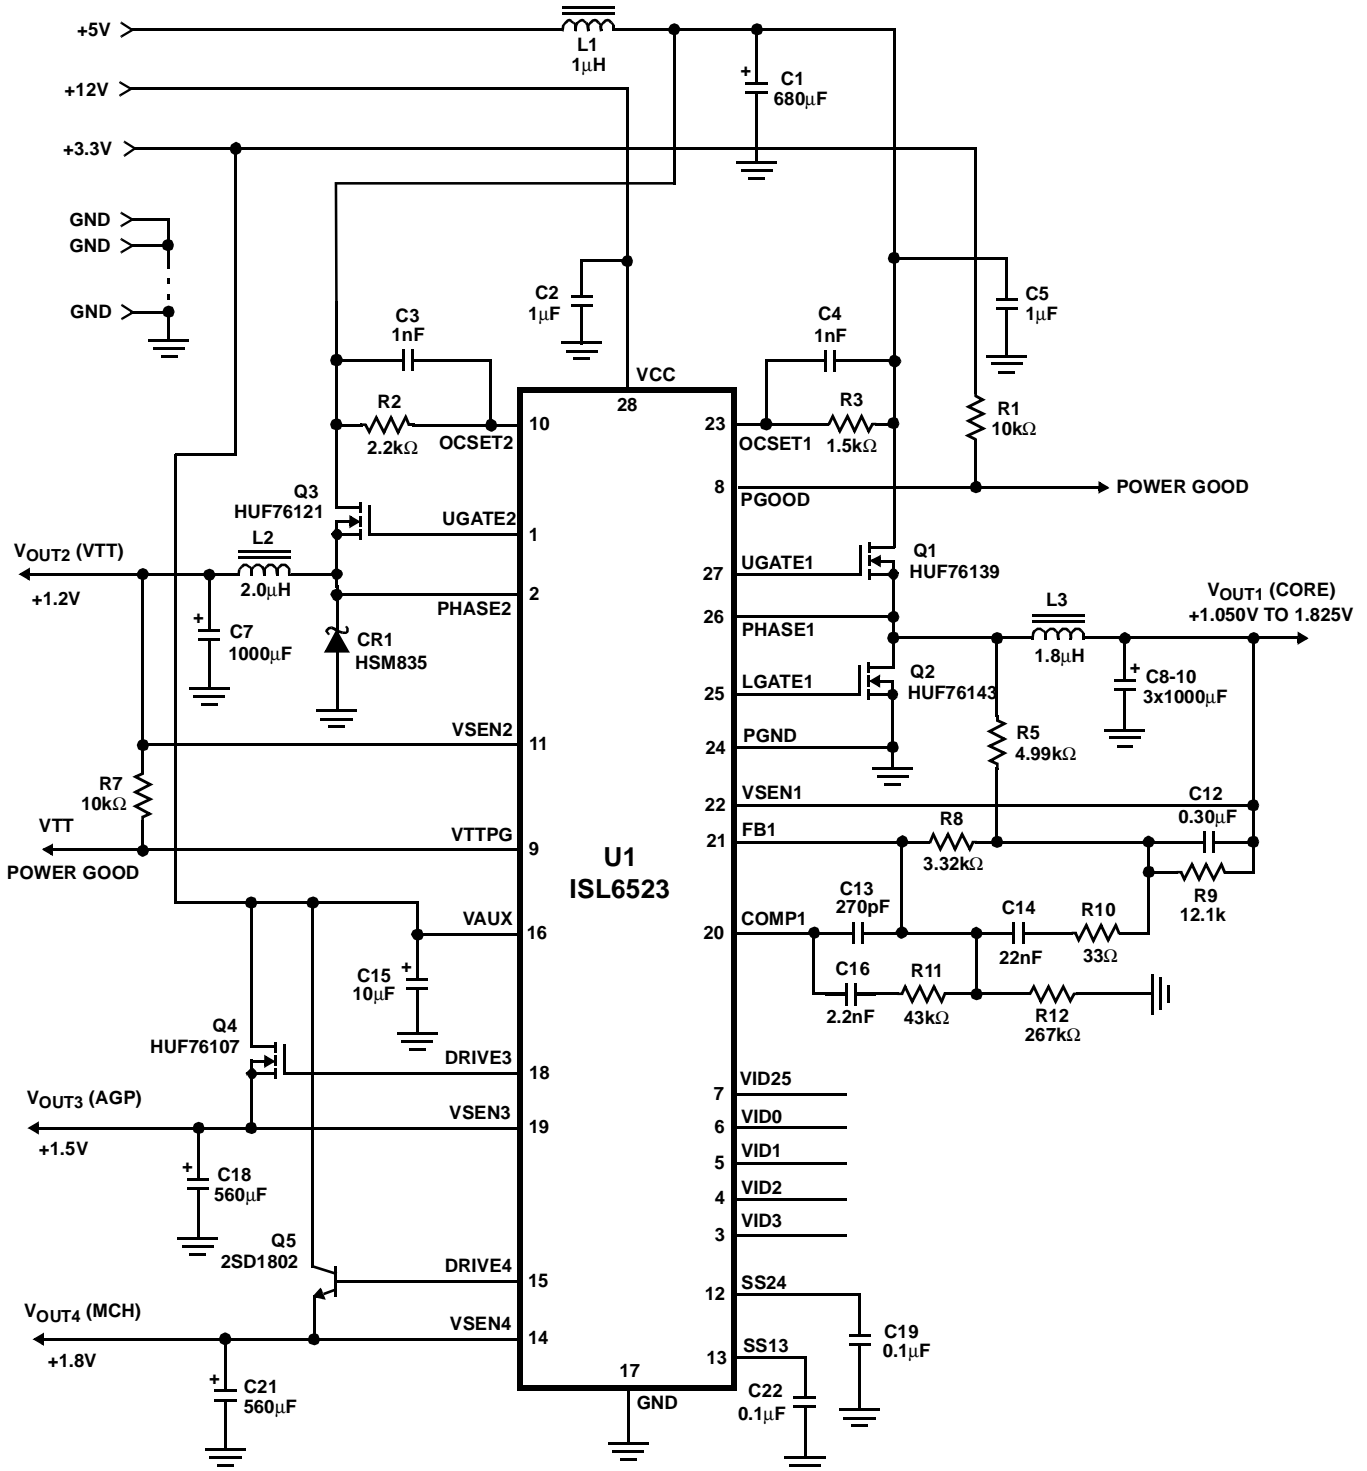 +5V
L1
1μH
C1
680μF
+12V
+3.3V
GND
GND
GND
C2
1μF
C3
1nF
C4
1nF
C5
1μF
VCC
28
R2
2.2kΩ
OCSET2
10
23
OCSET1
R3
1.5kΩ
R1
10kΩ
8
PGOOD
POWER GOOD
Q3
HUF76121
UGATE2
1
27
UGATE1
Q1
HUF76139
VOUT2 (VTT)
+1.2V
L2
2.0μH
PHASE2
2
26
PHASE1
L3
1.8μH
VOUT1 (CORE)
+1.050V TO 1.825V
C7
1000μF
CR1
HSM835
25
LGATE1
Q2
HUF76143
C8-10
3x1000μF
VSEN2
11
24
PGND
R5
4.99kΩ
R7
10kΩ
22
VSEN1
C12
0.30μF
VTT
POWER GOOD
VTTPG
9
21
FB1
R8
3.32kΩ
R9
12.1k
U1
ISL6523
VAUX
16
20
COMP1
C13
270pF
C14
22nF
R10
33Ω
C15
10μF
C16
2.2nF
R11
43kΩ
R12
267kΩ
Q4
HUF76107
DRIVE3
18
7
VID25
VOUT3 (AGP)
+1.5V
VSEN3
19
6
VID0
5
VID1
C18
560μF
4
VID2
3
VID3
Q5
2SD1802
DRIVE4
15
12
SS24
C19
0.1μF
VOUT4 (MCH)
+1.8V
VSEN4
14
13
SS13
C21
560μF
17
GND
C22
0.1μF